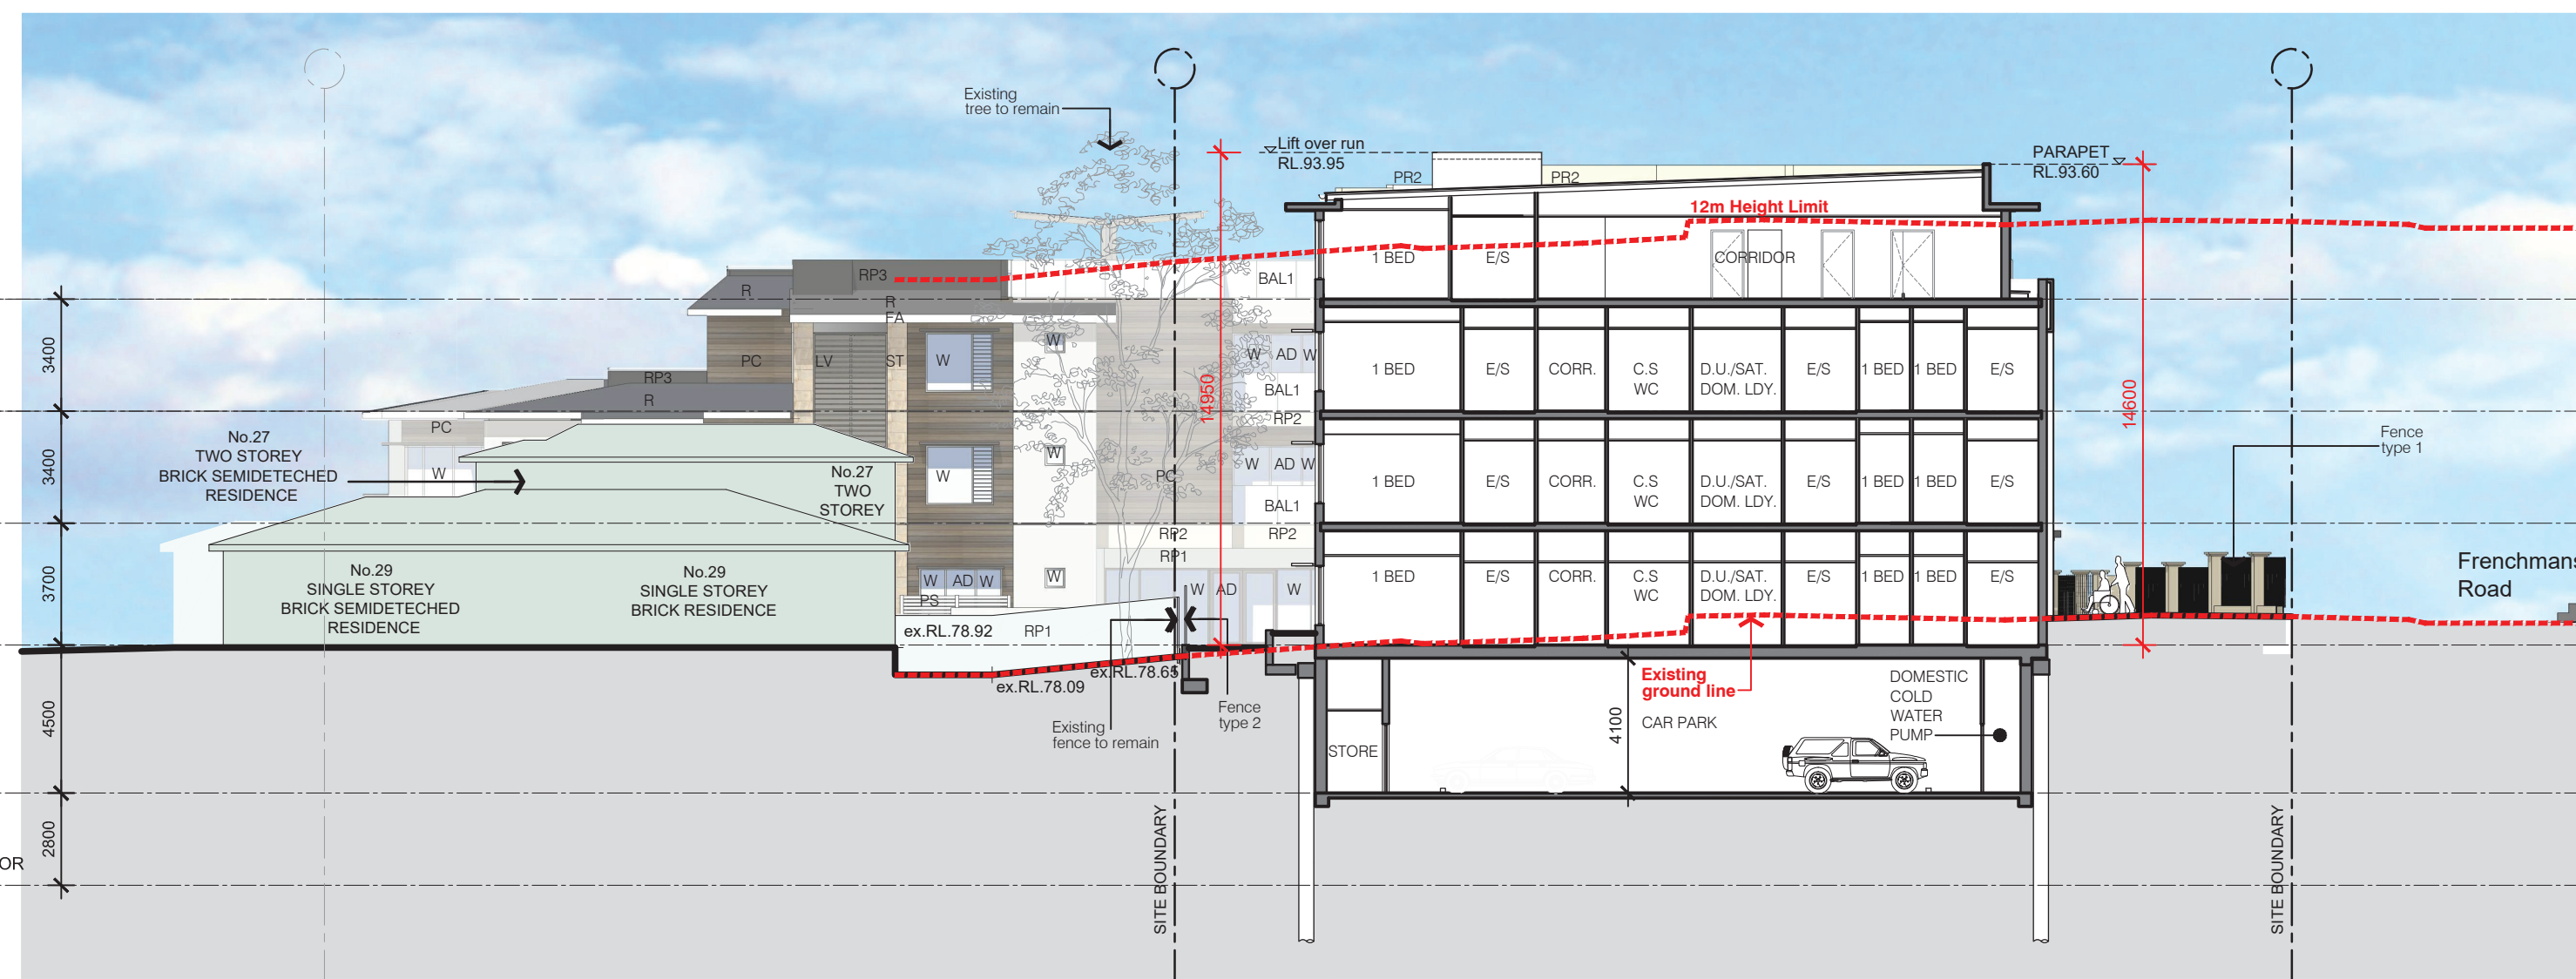 Existing
tree to remain
Lift over run
RL.93.95
PARAPET
RL.93.60
PR2
PR2
12m Height Limit
1 BED
E/S
CORRIDOR
RP3
R
R
FA
BAL1
3400
PC
LV
ST
W
W
W
AD
W
BAL1
RP2
14950
1 BED
E/S
CORR.
C.S
WC
D.U./SAT.
DOM. LDY.
E/S
1 BED
1 BED
E/S
14600
RP3
R
PC
W
No.27
TWO STOREY
BRICK SEMIDETECHED
RESIDENCE
No.27
TWO
STOREY
3400
W
W
PC
W
AD
W
BAL1
1 BED
E/S
CORR.
C.S
WC
D.U./SAT.
DOM. LDY.
E/S
1 BED
1 BED
E/S
Fence
type 1
RP2
RP2
RP1
3700
No.29
SINGLE STOREY
BRICK SEMIDETECHED
RESIDENCE
No.29
SINGLE STOREY
BRICK RESIDENCE
W
AD
W
PS
W
W
AD
W
1 BED
E/S
CORR.
C.S
WC
D.U./SAT.
DOM. LDY.
E/S
1 BED
1 BED
E/S
Frenchmans
Road
ex.RL.78.92
RP1
ex.RL.78.65
ex.RL.78.09
Existing
fence to remain
Fence
type 2
Existing
ground line
4500
4100
CAR PARK
STORE
DOMESTIC
COLD
WATER
PUMP
2800
OR
SITE BOUNDARY
SITE BOUNDARY